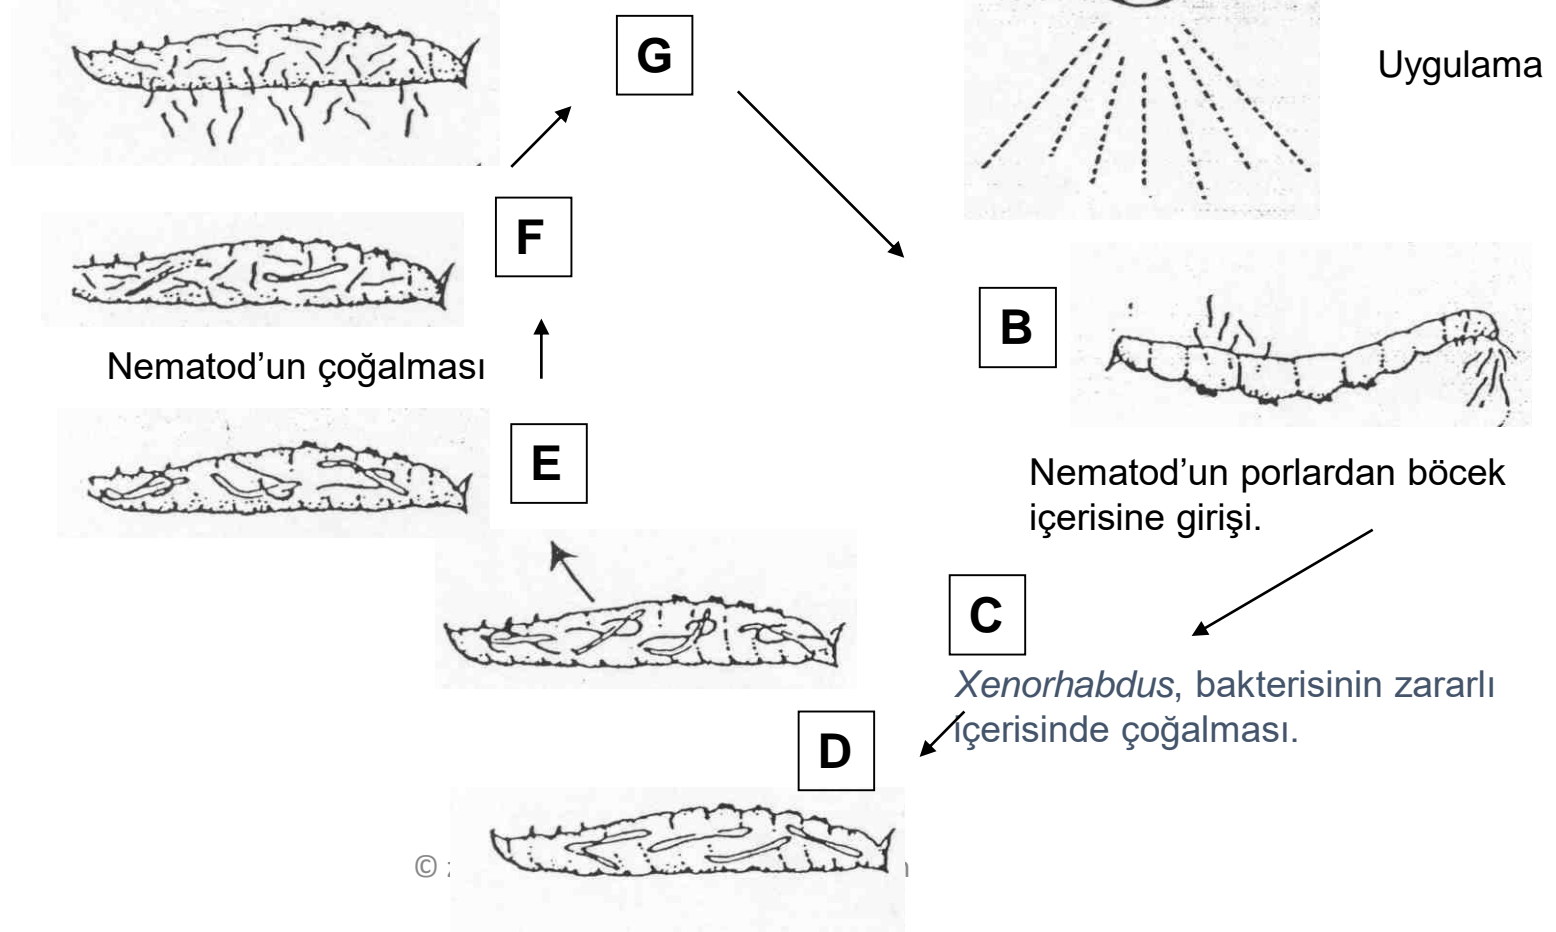 G
Uygulama
F
B
Nematod’un çoğalması
E
Nematod’un porlardan böcek
içerisine girişi.
C
Xenorhabdus, bakterisinin zararlı
içerisinde çoğalması.
D
©